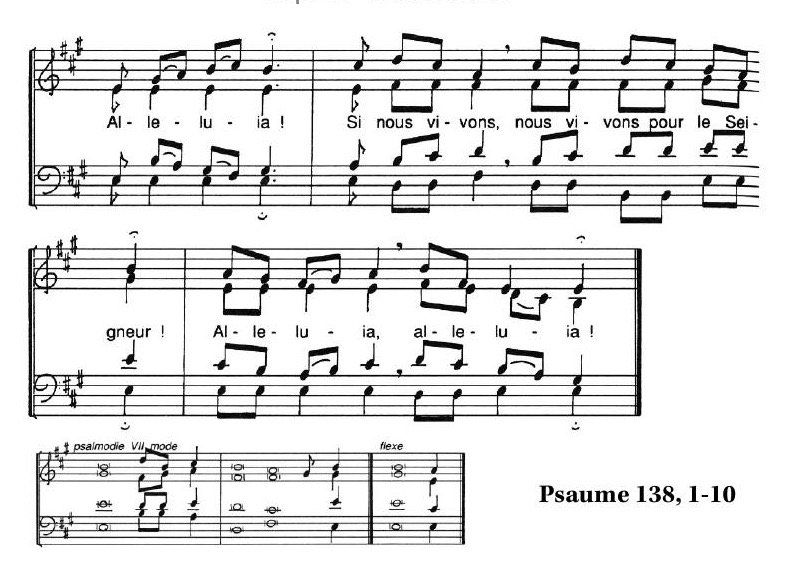 Al - le - lu - ia ! Si nous vi - vons, nous vi - vons pour le Sei -
gneur ! Al - le - lu - ia, al - le - lu - ia !
psalmodie VII mode flexe
Psaume 138, 1-10